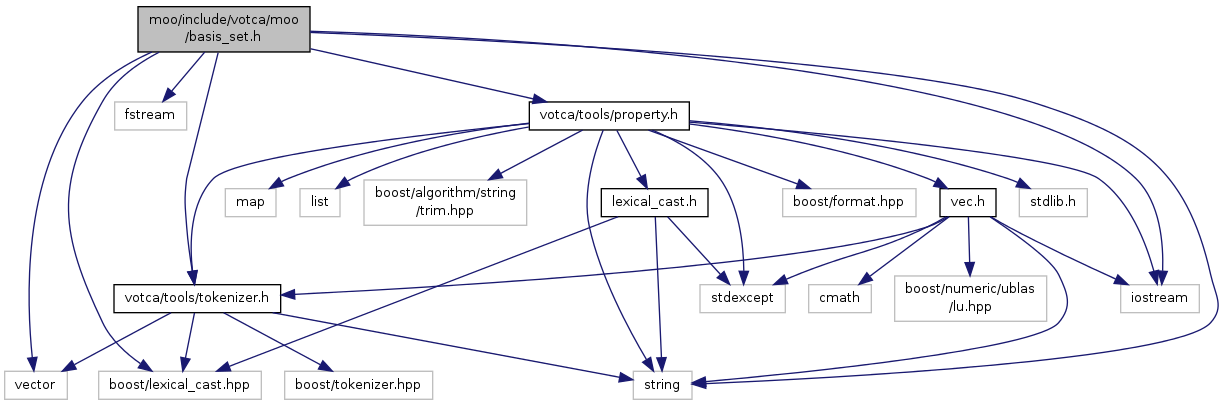 moo/include/votca/moo
/basis_set.h
fstream
votca/tools/property.h
map
list
boost/algorithm/string
/trim.hpp
lexical_cast.h
boost/format.hpp
vec.h
stdlib.h
votca/tools/tokenizer.h
stdexcept
cmath
boost/numeric/ublas
/lu.hpp
iostream
vector
boost/lexical_cast.hpp
boost/tokenizer.hpp
string